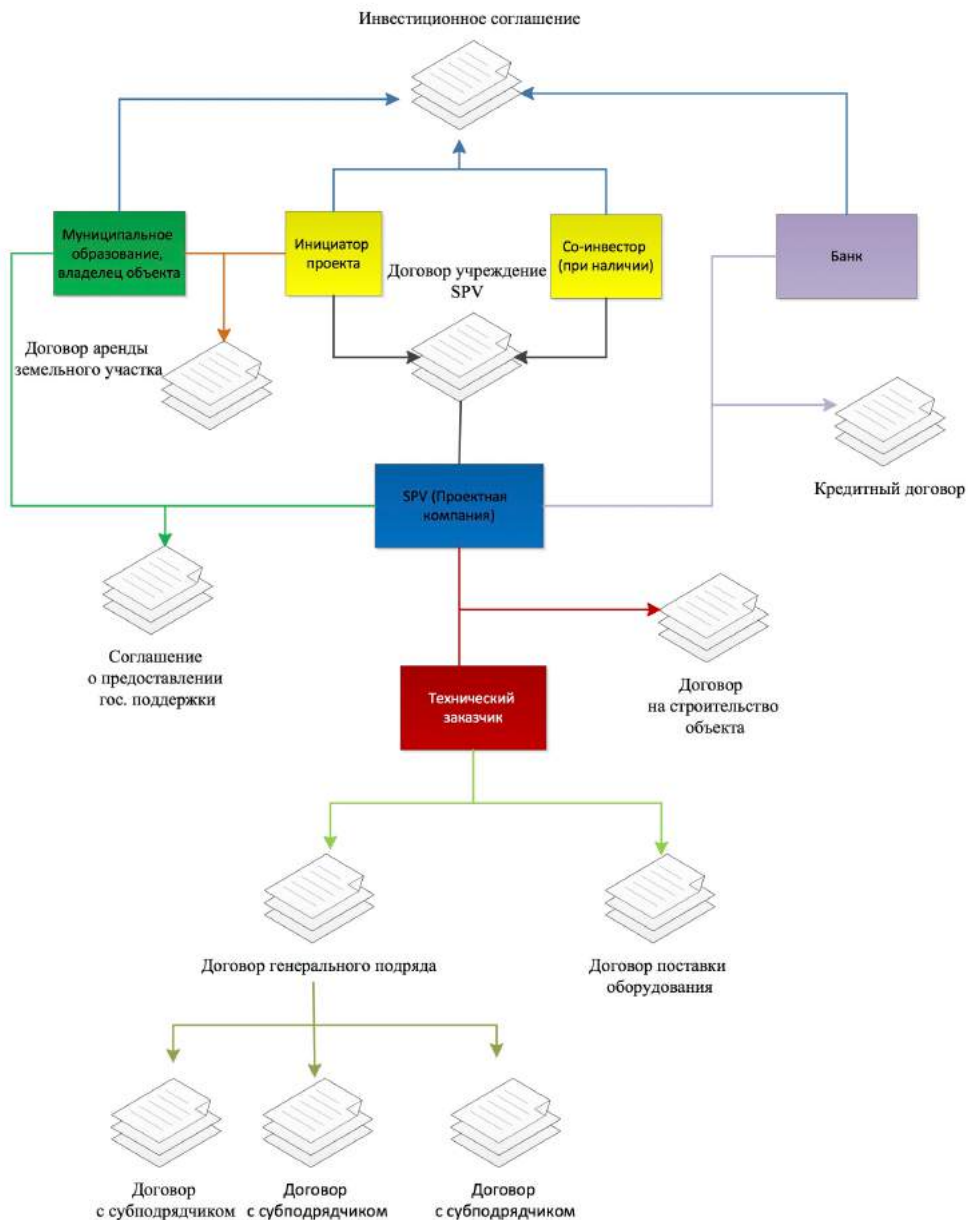 Инвестиционное соглашение
Муниципальное
образование,
владелец объекта
Инициатор
проекта
Договор учреждение
SPV
Со-инвестор
(при наличии)
Банк
Договор аренды
земельного участка
SPV (Проектная
компания)
Кредитный договор
Соглашение
о предоставлении
гос. поддержки
Технический
заказчик
Договор
на строительство
объекта
Договор генерального подряда
Договор поставки
оборудования
Договор
с субподрядчиком
Договор
с субподрядчиком
Договор
с субподрядчиком